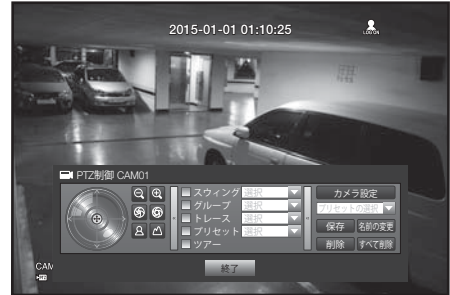 2015-01-01 01:10:25
LOG ON
PTZ制御 CAM01
スウィング 選択
グループ 選択
トレース 選択
プリセット 選択
ツアー
カメラ設定
プリセットの選択
保存 名前の変更
削除 すべて削除
CAM
終了